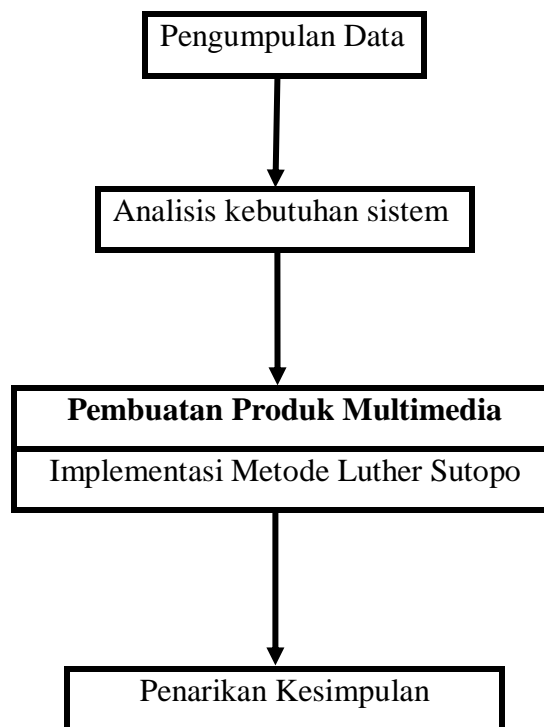 Pengumpulan Data
Analisis kebutuhan sistem
Pembuatan Produk Multimedia
Implementasi Metode Luther Sutopo
Penarikan Kesimpulan